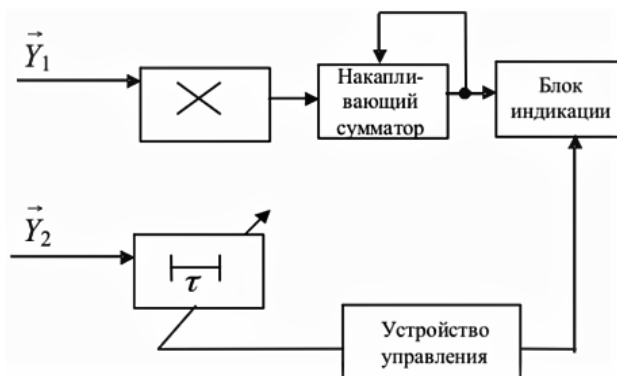 Y₁
Накапли-
вающий
сумматор
Блок
индикации
Y₂
τ
Устройство
управления